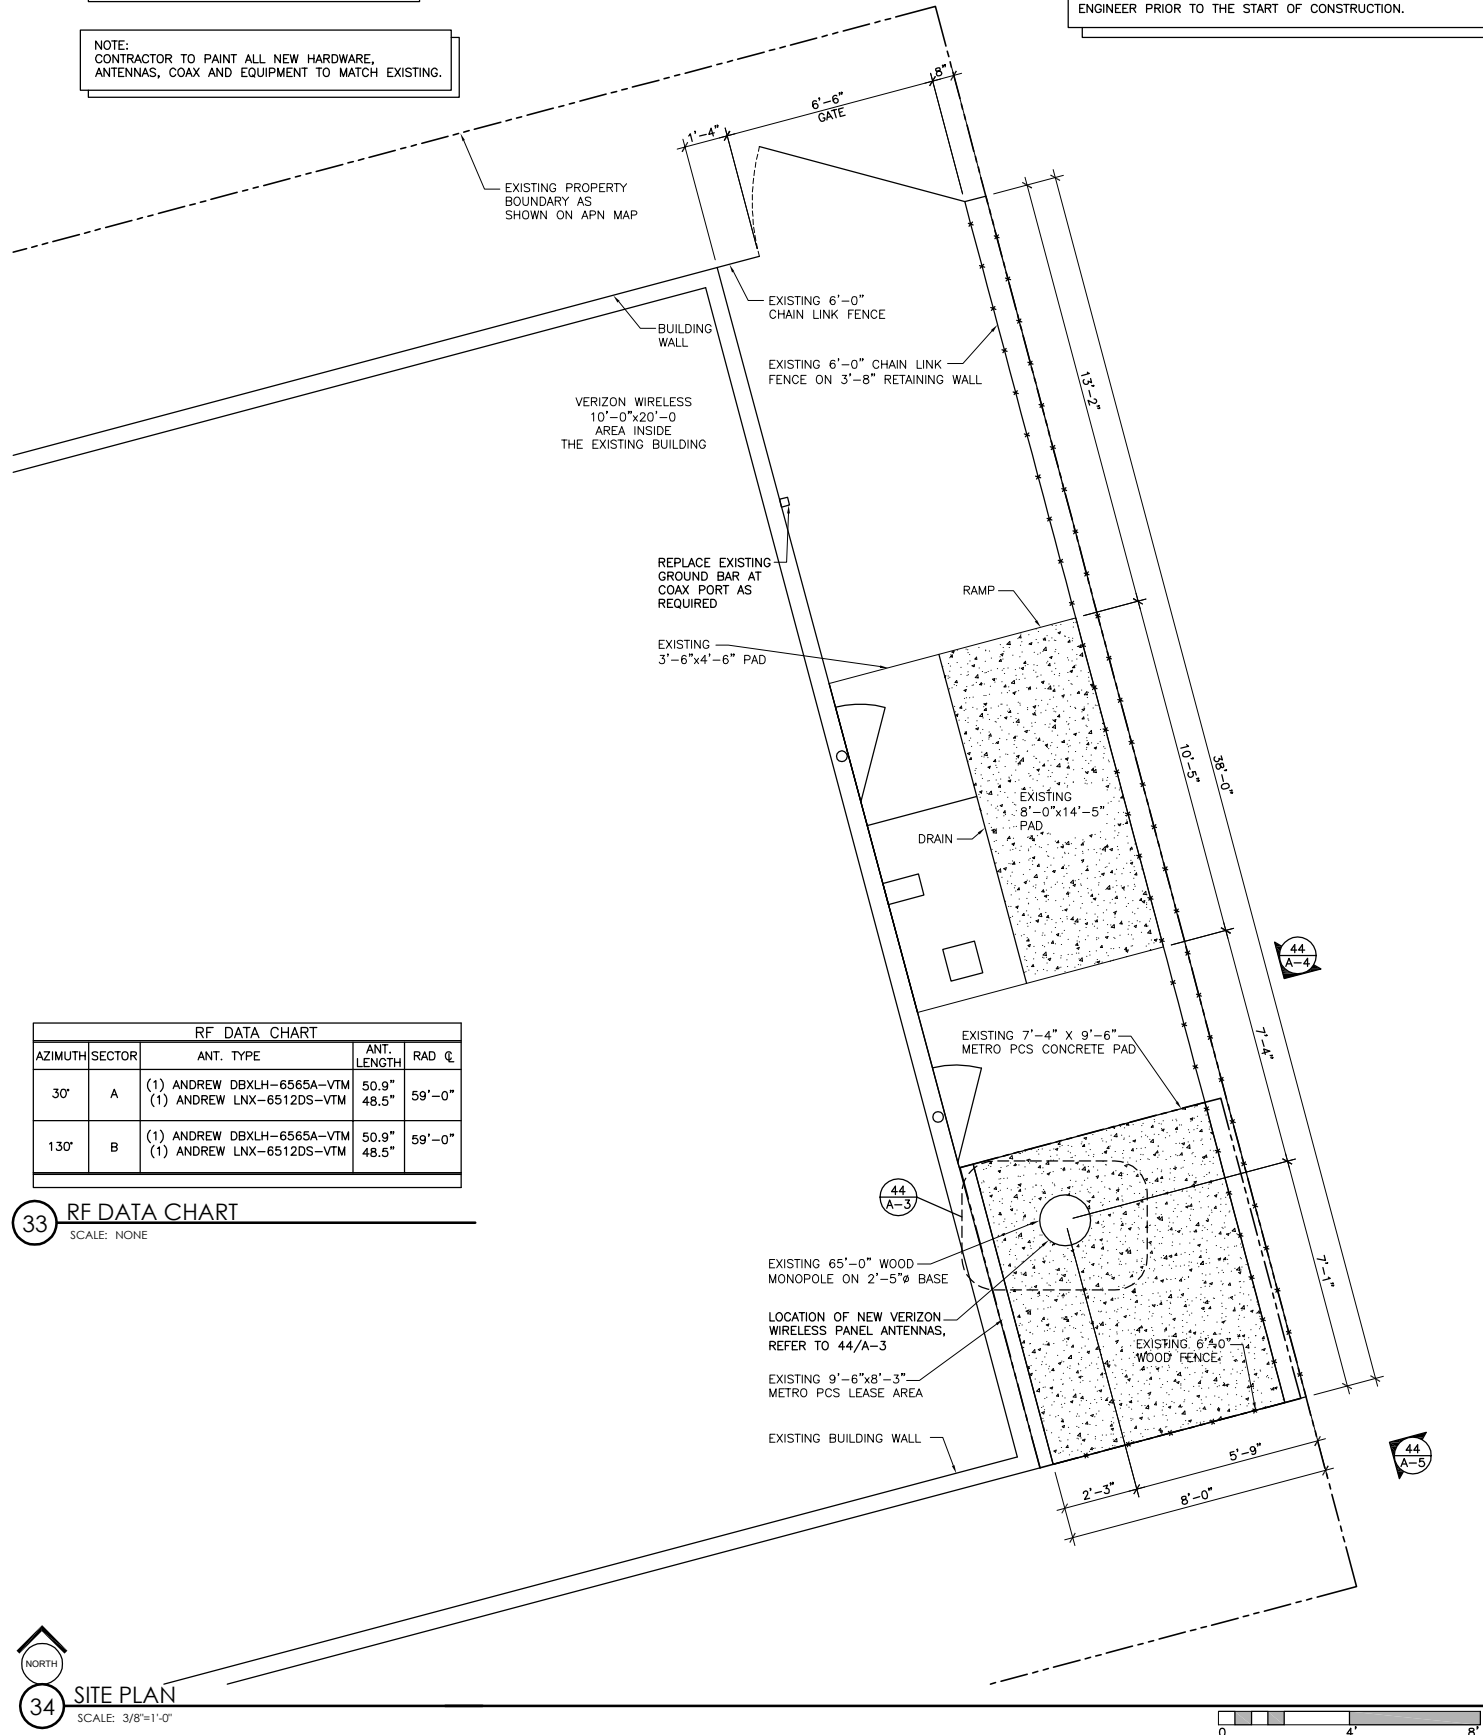 ENGINEER PRIOR TO THE START OF CONSTRUCTION.
NOTE:
CONTRACTOR TO PAINT ALL NEW HARDWARE,
ANTENNAS, COAX AND EQUIPMENT TO MATCH EXISTING.
8"
6'-6"
GATE
1'-4"
EXISTING PROPERTY
BOUNDARY AS
SHOWN ON APN MAP
EXISTING 6'-0"
CHAIN LINK FENCE
BUILDING
WALL
EXISTING 6'-0" CHAIN LINK
FENCE ON 3'-8" RETAINING WALL
13'-2"
VERIZON WIRELESS
10'-0"x20'-0
AREA INSIDE
THE EXISTING BUILDING
REPLACE EXISTING
GROUND BAR AT
COAX PORT AS
REQUIRED
RAMP
EXISTING
3'-6"x4'-6" PAD
10'-5"
38'-0"
EXISTING
8'-0"x14'-5"
PAD
DRAIN
44
A-4
RF DATA CHART
AZIMUTH SECTOR ANT. TYPE ANT. LENGTH RAD ℄
30° A (1) ANDREW DBXLH-6565A-VTM 50.9" 59'-0"
(1) ANDREW LNX-6512DS-VTM 48.5"
130° B (1) ANDREW DBXLH-6565A-VTM 50.9" 59'-0"
(1) ANDREW LNX-6512DS-VTM 48.5"
33 RF DATA CHART
SCALE: NONE
EXISTING 7'-4" X 9'-6"
METRO PCS CONCRETE PAD
7'-4"
44
A-3
EXISTING 65'-0" WOOD
MONOPOLE ON 2'-5"ø BASE
7'-1"
LOCATION OF NEW VERIZON
WIRELESS PANEL ANTENNAS,
REFER TO 44/A-3
EXISTING 6'-0"
WOOD FENCE
EXISTING 9'-6"x8'-3"
METRO PCS LEASE AREA
EXISTING BUILDING WALL
5'-9"
44
A-5
2'-3"
8'-0"
NORTH
34 SITE PLAN
SCALE: 3/8"=1'-0"
0 4' 8'